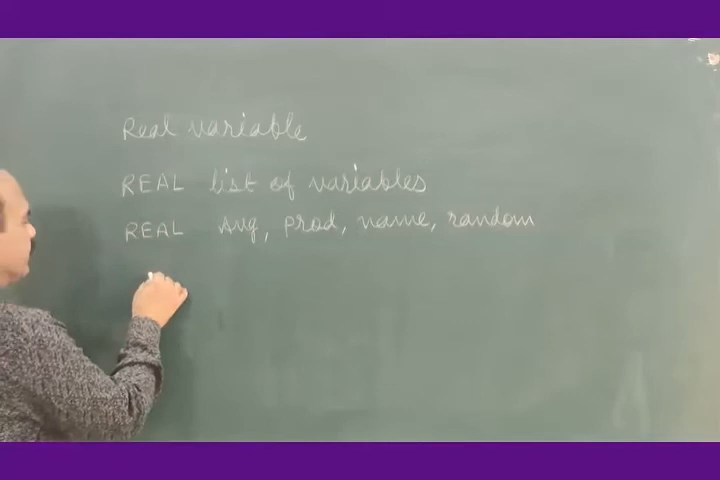 Real variable
REAL list of variables
REAL Avg, prod, name, random